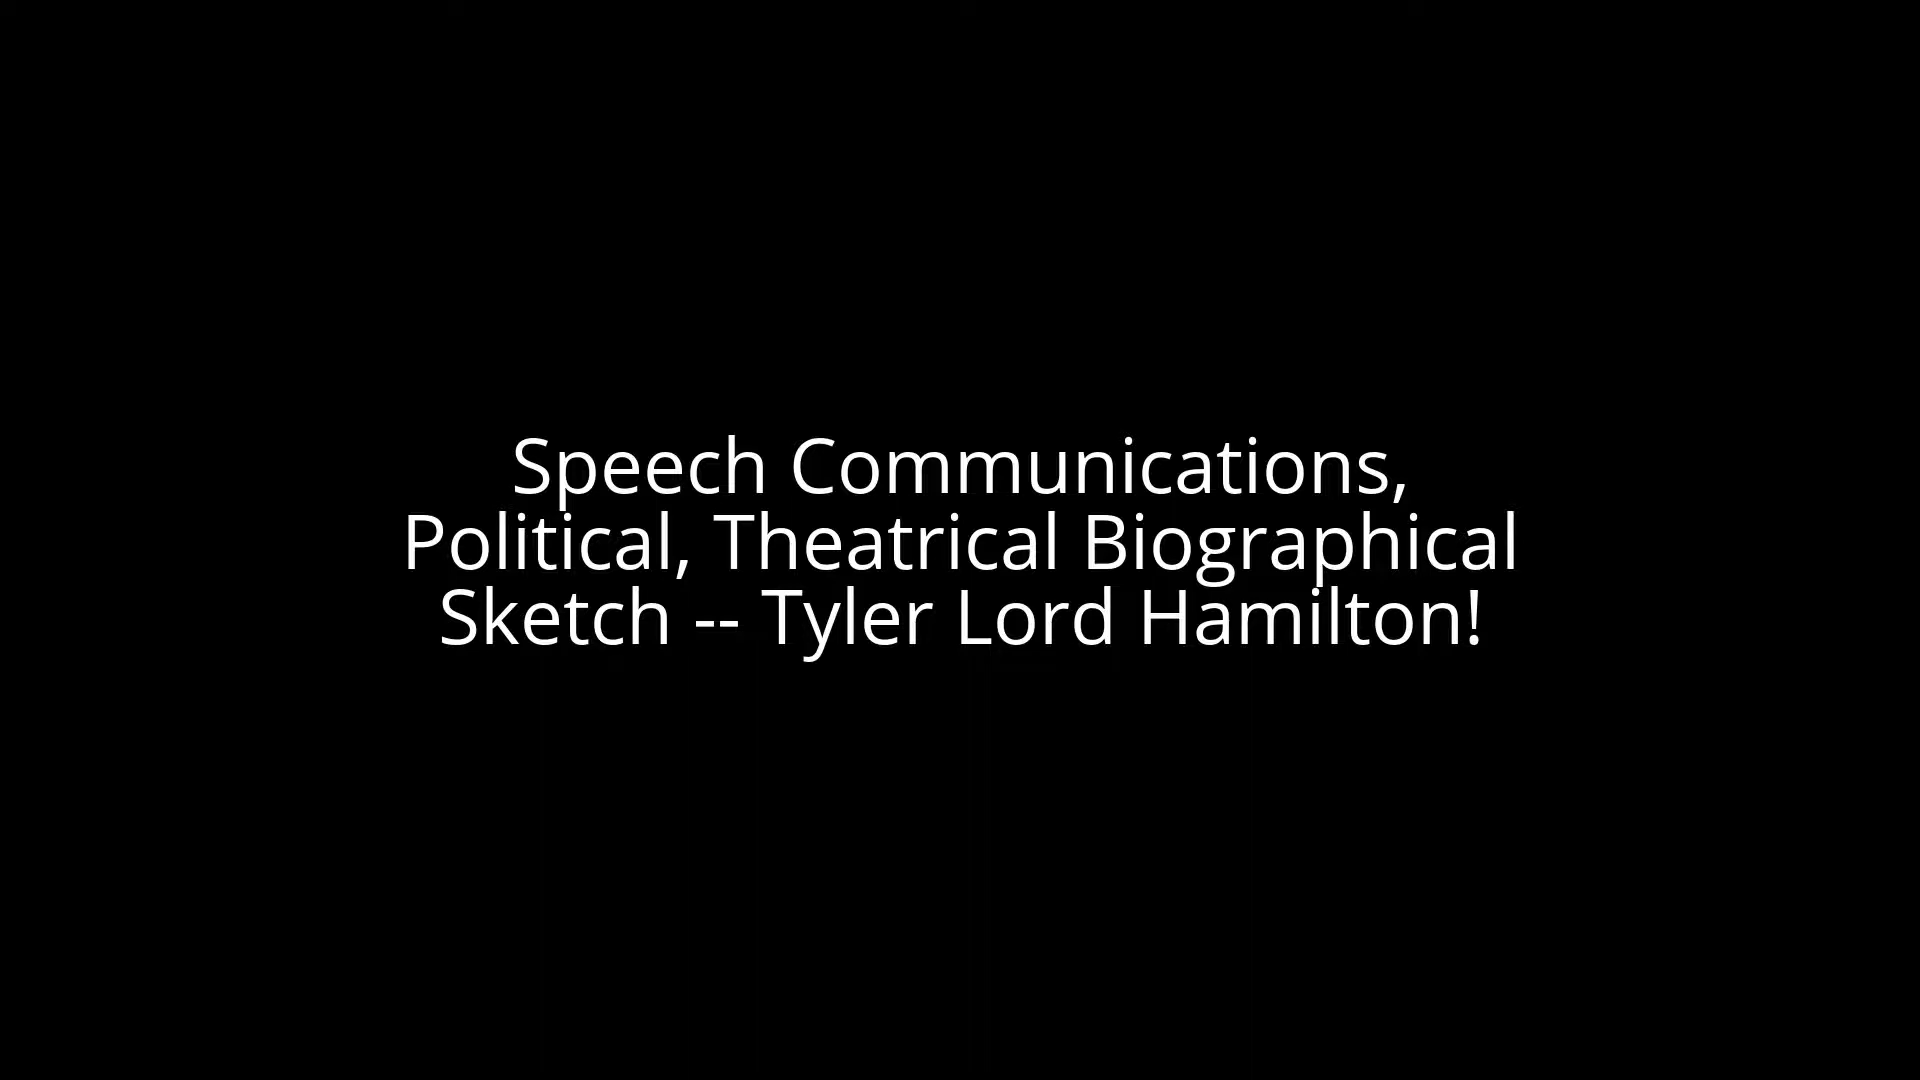 Speech Communications,
Political, Theatrical Biographical
Sketch -- Tyler Lord Hamilton!